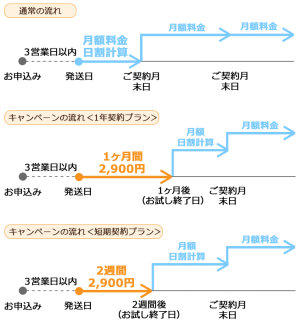 通常の流れ
月額料金
月額料金
月額料金
日割計算
3営業日以内
お申込み
発送日
ご契約月
末日
ご契約月
末日
キャンペーンの流れ<1年契約プラン>
月額料金
月額
日割計算
1ヶ月間
2,900円
3営業日以内
お申込み
発送日
1ヶ月後
(お試し終了日)
ご契約月
末日
キャンペーンの流れ<短期契約プラン>
月額料金
月額
日割計算
2週間
2,900円
3営業日以内
お申込み
発送日
2週間後
(お試し終了日)
ご契約月
末日